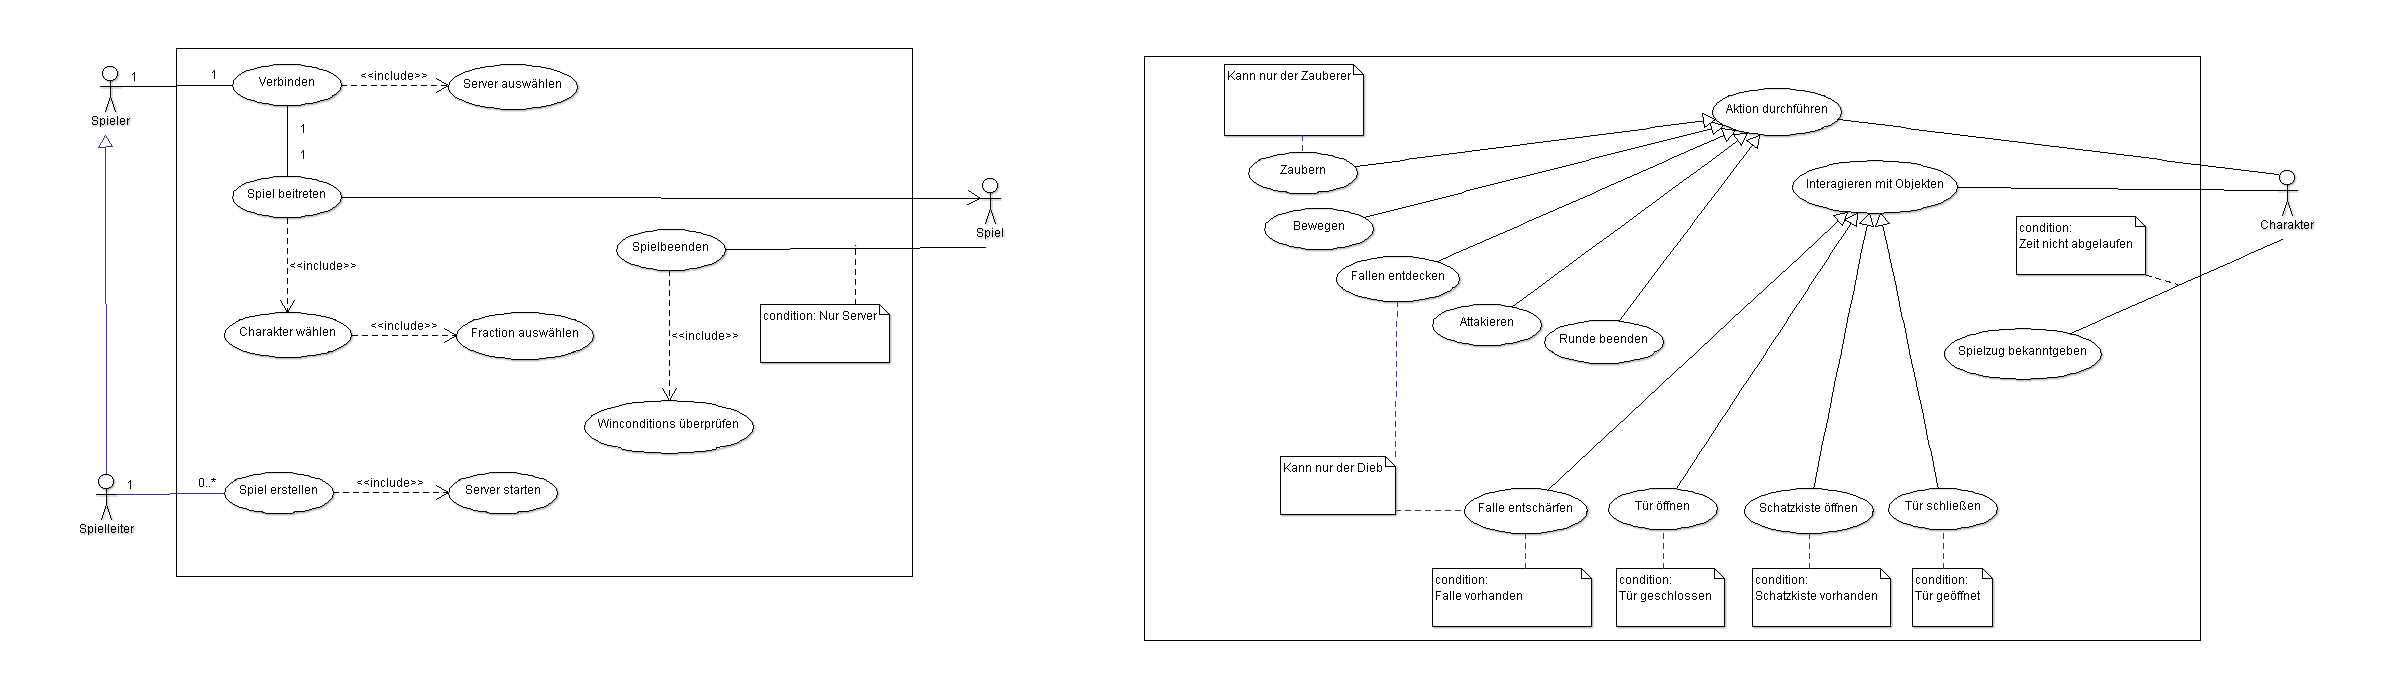 1
1
Verbinden
<<include>>
Server auswählen
Spieler
1
1
Spiel beitreten
Spiel
Spielbeenden
<<include>>
condition: Nur Server
Charakter wählen
<<include>>
Fraction auswählen
<<include>>
Winconditions überprüfen
1
0..*
Spiel erstellen
<<include>>
Server starten
Spielleiter
Kann nur der Zauberer
Aktion durchführen
Zaubern
Interagieren mit Objekten
Bewegen
Charakter
condition:
Zeit nicht abgelaufen
Fallen entdecken
Attakieren
Runde beenden
Spielzug bekanntgeben
Kann nur der Dieb
Falle entschärfen
Tür öffnen
Schatzkiste öffnen
Tür schließen
condition:
Falle vorhanden
condition:
Tür geschlossen
condition:
Schatzkiste vorhanden
condition:
Tür geöffnet